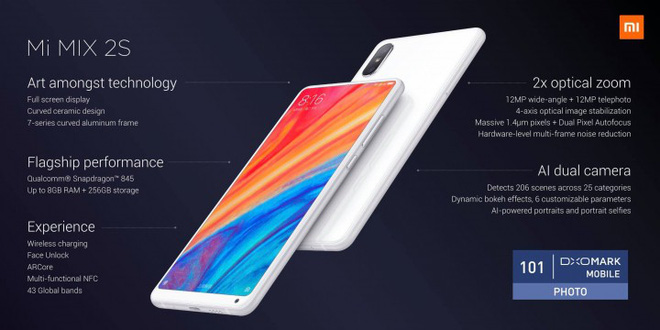 mi
Mi MIX 2S
Art amongst technology
Full screen display
Curved ceramic design
7-series curved aluminum frame
Flagship performance
Qualcomm® Snapdragon™ 845
Up to 8GB RAM + 256GB storage
Experience
Wireless charging
Face Unlock
ARCore
Multi-functional NFC
43 Global bands
8:16
2x optical zoom
12MP wide-angle + 12MP telephoto
4-axis optical image stabilization
Massive 1.4μm pixels + Dual Pixel Autofocus
Hardware-level multi-frame noise reduction
AI dual camera
Detects 206 scenes across 25 categories
Dynamic bokeh effects, 6 customizable parameters
AI-powered portraits and portrait selfies
101
DXOMARK
MOBILE
PHOTO